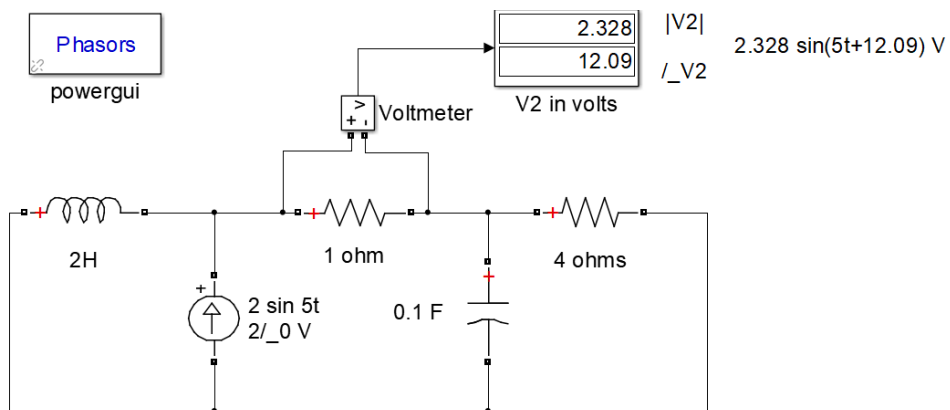 Phasors
powergui
Voltmeter
v
+ -
2.328
12.09
|V2|
/_V2
V2 in volts
2.328 sin(5t+12.09) V
+
2H
+
1 ohm
+
4 ohms
+
2 sin 5t
2/_0 V
+
0.1 F